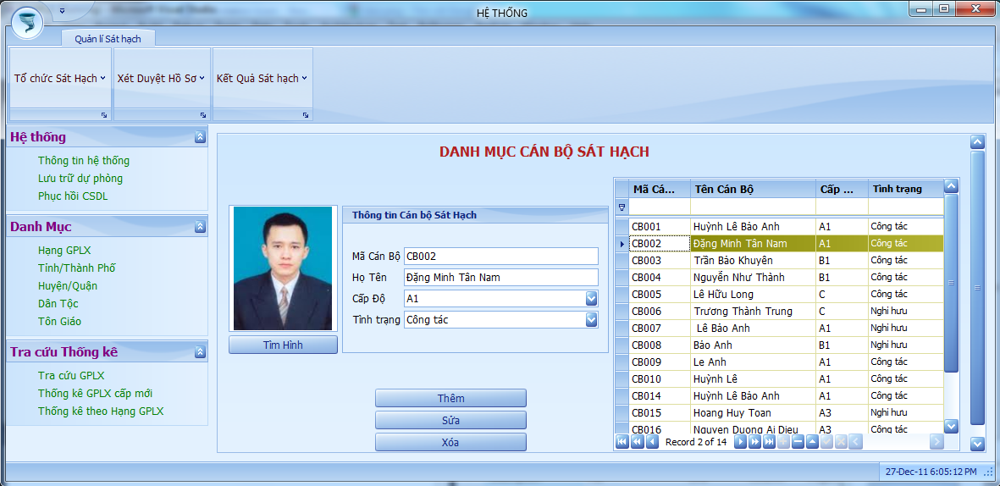 HỆ THỐNG
Quản lí Sát hạch
Tổ chức Sát Hạch
Xét Duyệt Hồ Sơ
Kết Quả Sát hạch
Hệ thống
Thông tin hệ thống
Lưu trữ dự phòng
Phục hồi CSDL
Danh Mục
Hạng GPLX
Tỉnh/Thành Phố
Huyện/Quận
Dân Tộc
Tôn Giáo
Tra cứu Thống kê
Tra cứu GPLX
Thống kê GPLX cấp mới
Thống kê theo Hạng GPLX
DANH MỤC CÁN BỘ SÁT HẠCH
Tìm Hình
Thông tin Cán bộ Sát Hạch
Mã Cán Bộ CB002
Họ Tên Đặng Minh Tân Nam
Cấp Độ A1
Tình trạng Công tác
Thêm
Sửa
Xóa
Mã Cá... Tên Cán Bộ Cấp ... Tình trạng
CB001 Huỳnh Lê Bảo Anh A1 Công tác
CB002 Đặng Minh Tân Nam A1 Công tác
CB003 Trần Bảo Khuyên B1 Công tác
CB004 Nguyễn Như Thành B1 Công tác
CB005 Lê Hữu Long C Công tác
CB006 Trương Thành Trung C Nghỉ hưu
CB007 Lê Bảo Anh A1 Nghỉ hưu
CB008 Bảo Anh B1 Nghỉ hưu
CB009 Le Anh A1 Công tác
CB010 Huỳnh Lê A1 Công tác
CB014 Huỳnh Lê Bảo Anh A1 Công tác
CB015 Hoang Huy Toan A3 Nghỉ hưu
CB016 Nguyen Duong Ai Dieu A3 Công tác
Record 2 of 14
27-Dec-11 6:05:12 PM